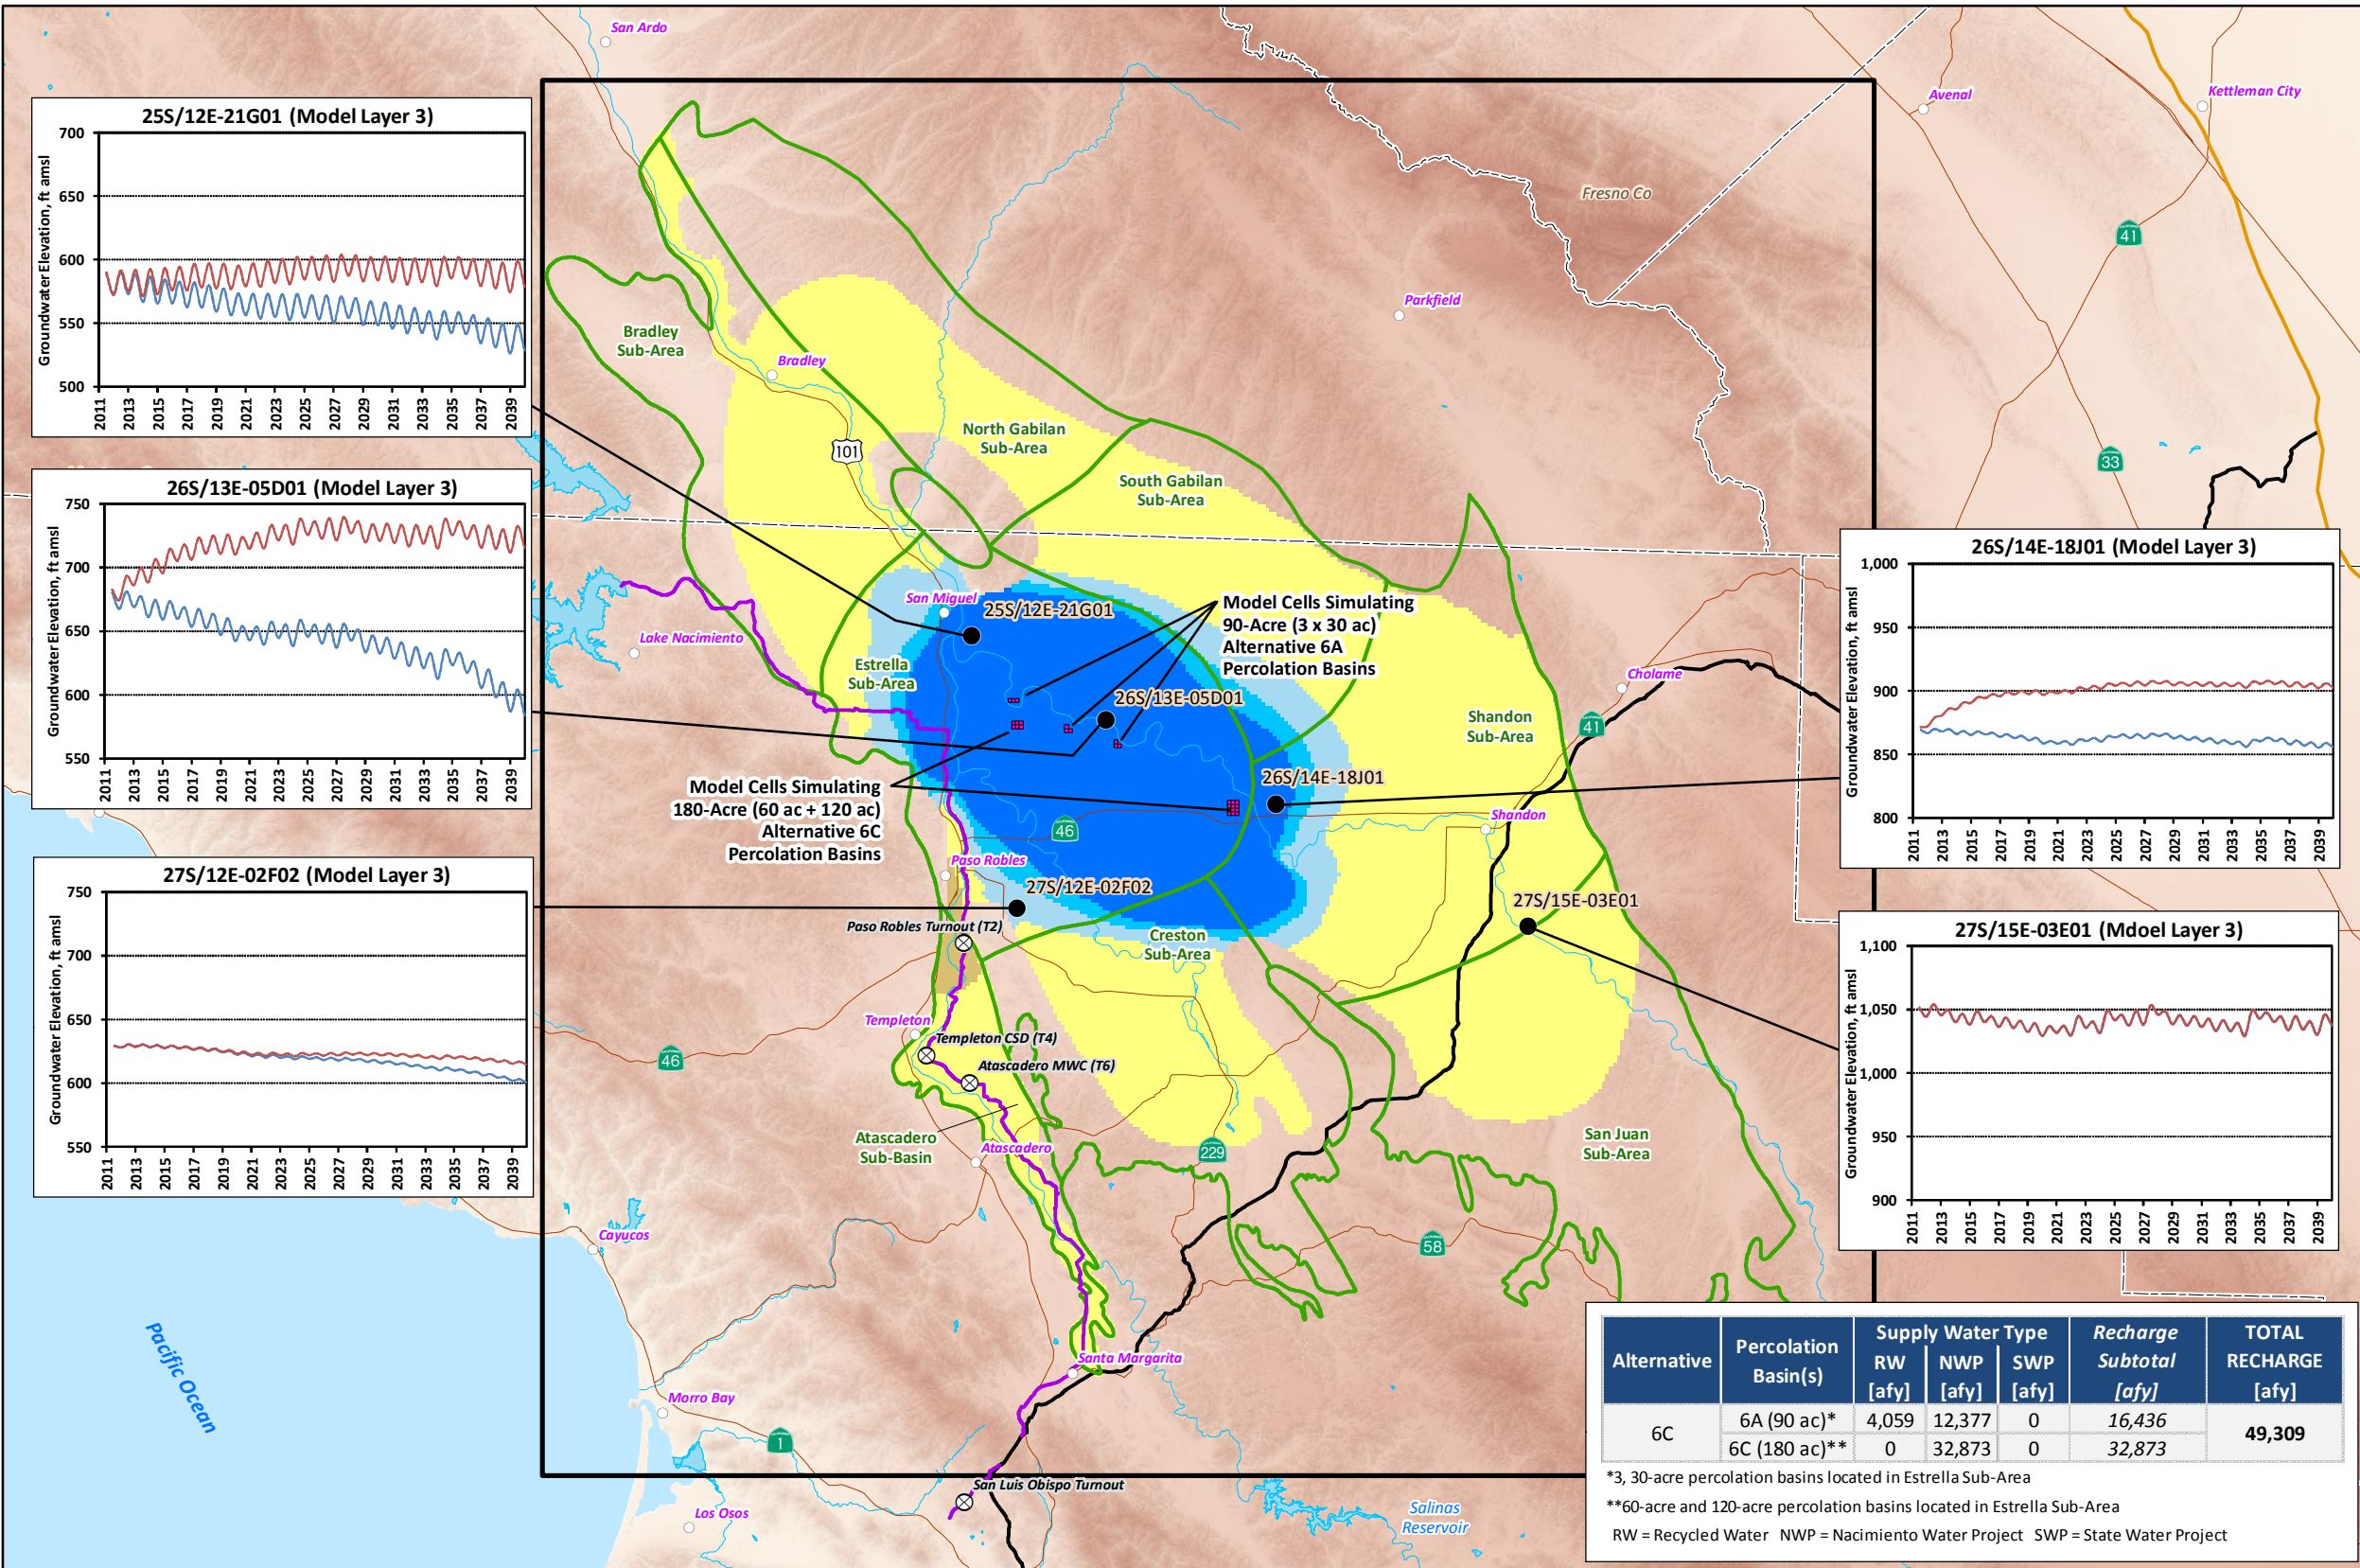 San Ardo
Avenal
Kettleman City
Fresno Co
41
33
Parkfield
25S/12E-21G01 (Model Layer 3)
Groundwater Elevation, ft amsl
700
650
600
550
500
2011
2013
2015
2017
2019
2021
2023
2025
2027
2029
2031
2033
2035
2037
2039
Bradley
Sub-Area
Bradley
101
North Gabilan
Sub-Area
South Gabilan
Sub-Area
26S/13E-05D01 (Model Layer 3)
Groundwater Elevation, ft amsl
750
700
650
600
550
2011
2013
2015
2017
2019
2021
2023
2025
2027
2029
2031
2033
2035
2037
2039
26S/14E-18J01 (Model Layer 3)
Groundwater Elevation, ft amsl
1,000
950
900
850
800
2011
2013
2015
2017
2019
2021
2023
2025
2027
2029
2031
2033
2035
2037
2039
San Miguel
25S/12E-21G01
Model Cells Simulating
90-Acre (3 x 30 ac)
Alternative 6A
Percolation Basins
Lake Nacimiento
Estrella
Sub-Area
26S/13E-05D01
Cholame
Shandon
Sub-Area
41
26S/14E-18J01
Model Cells Simulating
180-Acre (60 ac + 120 ac)
Alternative 6C
Percolation Basins
46
Shandon
Paso Robles
27S/12E-02F02
27S/15E-03E01
Paso Robles Turnout (T2)
Creston
Sub-Area
27S/12E-02F02 (Model Layer 3)
Groundwater Elevation, ft amsl
750
700
650
600
550
2011
2013
2015
2017
2019
2021
2023
2025
2027
2029
2031
2033
2035
2037
2039
27S/15E-03E01 (Mdoel Layer 3)
Groundwater Elevation, ft amsl
1,100
1,050
1,000
950
900
2011
2013
2015
2017
2019
2021
2023
2025
2027
2029
2031
2033
2035
2037
2039
Templeton
Templeton CSD (T4)
46
Atascadero MWC (T6)
Atascadero
Sub-Basin
Atascadero
229
San Juan
Sub-Area
Cayucos
58
Pacific Ocean
Santa Margarita
Morro Bay
1
San Luis Obispo Turnout
Los Osos
Salinas
Reservoir
Alternative Percolation Basin(s) Supply Water Type Recharge Subtotal [afy] TOTAL RECHARGE [afy]
RW [afy] NWP [afy] SWP [afy]
6C 6A (90 ac)* 4,059 12,377 0 16,436 49,309
6C (180 ac)** 0 32,873 0 32,873
*3, 30-acre percolation basins located in Estrella Sub-Area
**60-acre and 120-acre percolation basins located in Estrella Sub-Area
RW = Recycled Water NWP = Nacimiento Water Project SWP = State Water Project